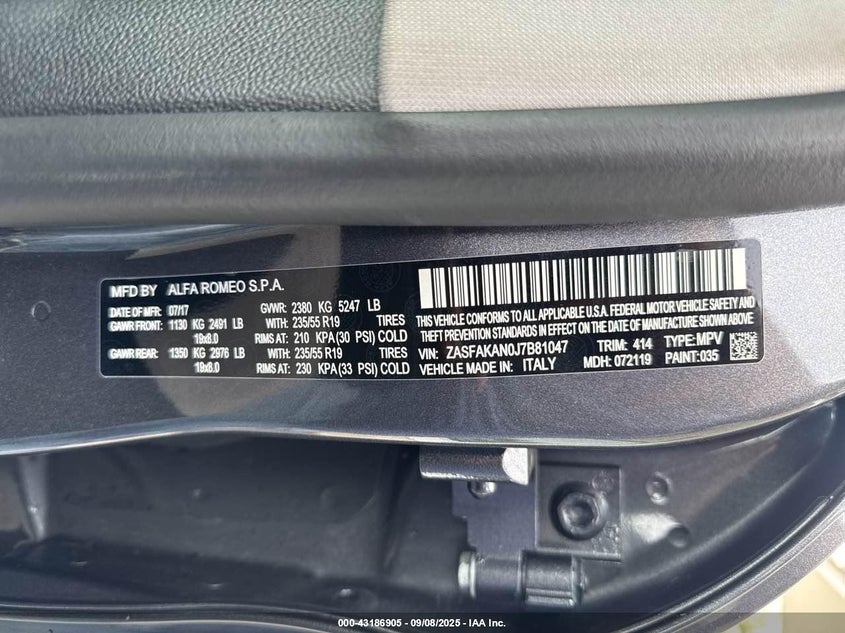 MFD BY ALFA ROMEO S.P.A.
DATE OF MFR: 07/17 GVWR: 2380 KG 5247 LB
GAWR FRONT: 1130 KG 2491 LB WITH: 235/55 R19 TIRES
19x8.0 RIMS AT: 210 KPA (30 PSI) COLD
GAWR REAR: 1350 KG 2976 LB WITH: 235/55 R19 TIRES
19x8.0 RIMS AT: 230 KPA (33 PSI) COLD
THIS VEHICLE CONFORMS TO ALL APPLICABLE U.S.A. FEDERAL MOTOR VEHICLE SAFETY AND
THEFT PREVENTION STANDARDS IN EFFECT ON THE DATE OF MANUFACTURE SHOWN ABOVE
VIN: ZASFAKAN0J7B81047 TRIM: 414 TYPE: MPV
VEHICLE MADE IN: ITALY MDH: 072119 PAINT: 035
000-43186905 - 09/08/2025 - IAA Inc.